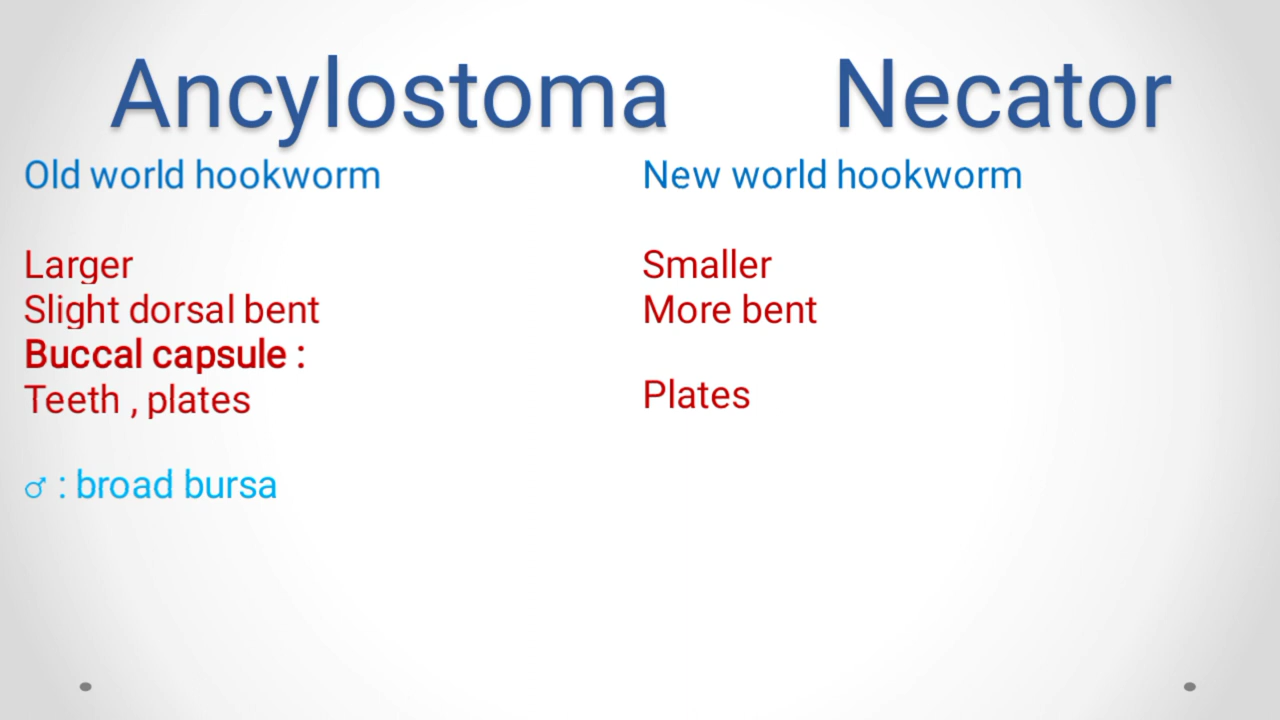 Ancylostoma Necator
Old world hookworm
Larger
Slight dorsal bent
Buccal capsule :
Teeth , plates
♂ : broad bursa
New world hookworm
Smaller
More bent
Plates